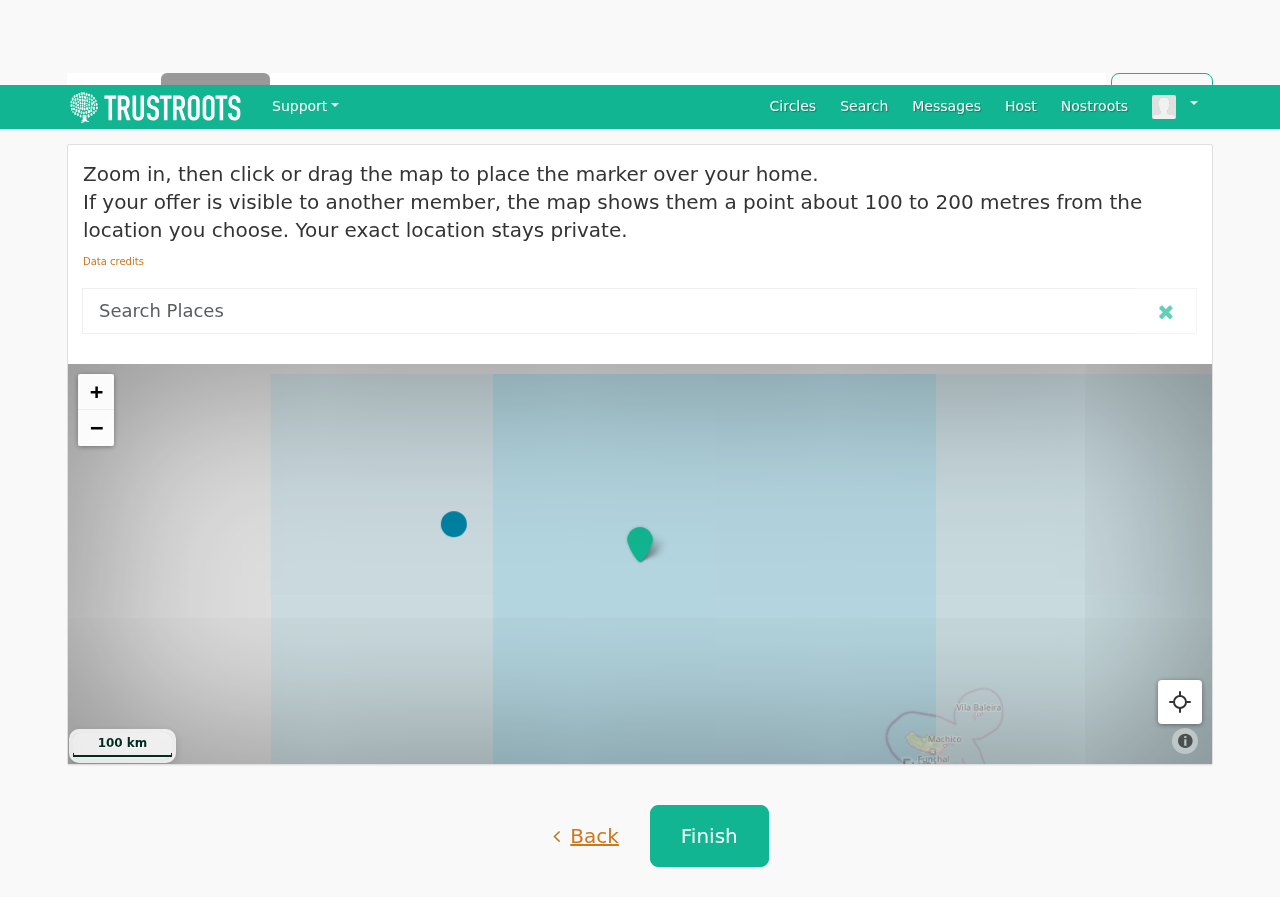 TRUSTROOTS
Support
Circles
Search
Messages
Host
Nostroots
Zoom in, then click or drag the map to place the marker over your home.
If your offer is visible to another member, the map shows them a point about 100 to 200 metres from the
location you choose. Your exact location stays private.
Data credits
Search Places
+
−
Vila Baleira
Machico
Funchal
100 km
Back
Finish